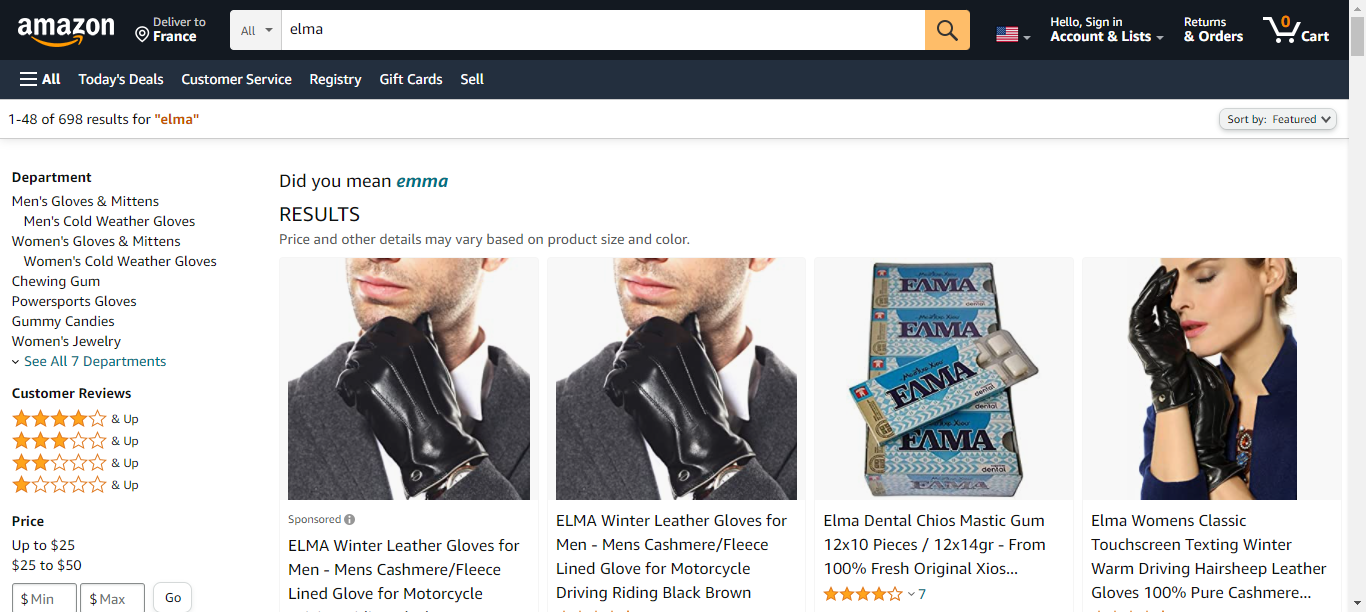 amazon
Deliver to
France
All
elma
Hello, Sign in
Account & Lists
Returns
& Orders
0
Cart
All
Today's Deals
Customer Service
Registry
Gift Cards
Sell
1-48 of 698 results for "elma"
Sort by: Featured
Department
Men's Gloves & Mittens
Men's Cold Weather Gloves
Women's Gloves & Mittens
Women's Cold Weather Gloves
Chewing Gum
Powersports Gloves
Gummy Candies
Women's Jewelry
See All 7 Departments
Customer Reviews
& Up
& Up
& Up
& Up
Price
Up to $25
$25 to $50
$ Min
$ Max
Go
Did you mean emma
RESULTS
Price and other details may vary based on product size and color.
Sponsored
ELMA Winter Leather Gloves for
Men - Mens Cashmere/Fleece
Lined Glove for Motorcycle
ELMA Winter Leather Gloves for
Men - Mens Cashmere/Fleece
Lined Glove for Motorcycle
Driving Riding Black Brown
ΕΛΜΑ
ΕΛΜΑ
ΕΛΜΑ
dental
dental
ΕΛΜΑ
dental
Elma Dental Chios Mastic Gum
12x10 Pieces / 12x14gr - From
100% Fresh Original Xios...
7
Elma Womens Classic
Touchscreen Texting Winter
Warm Driving Hairsheep Leather
Gloves 100% Pure Cashmere...